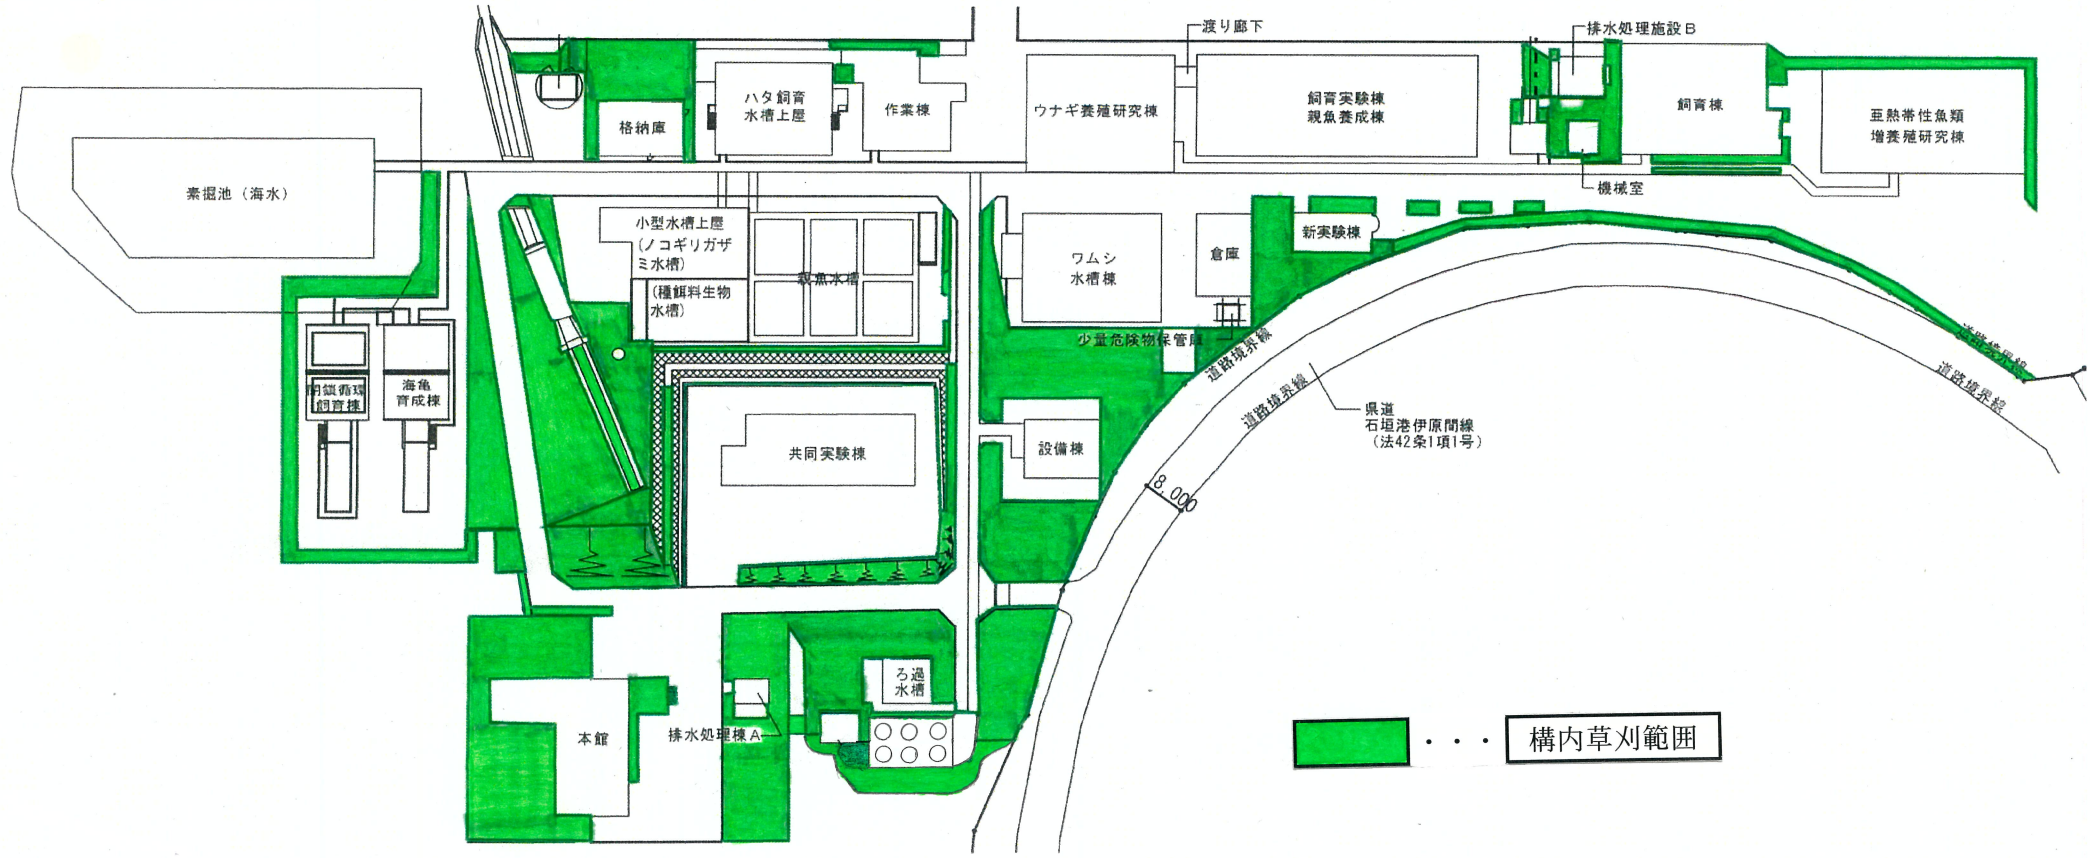 渡り廊下
排水処理施設B
ハタ飼育
水槽上屋
格納庫
作業棟
ウナギ養殖研究棟
飼育実験棟
親魚養成棟
飼育棟
亜熱帯性魚類
増養殖研究棟
機械室
素掘池(海水)
小型水槽上屋
(ノコギリガザ
ミ水槽)
(種餌料生物
水槽)
親魚水槽
ワムシ
水槽棟
倉庫
新実験棟
少量危険物保管庫
道路境界線
道路境界線
道路境界線
道路境界線
閉鎖循環
飼育棟
海亀
育成棟
県道
石垣港伊原間線
(法42条1項1号)
共同実験棟
設備棟
8,000
ろ過
水槽
本館
排水処理棟A
・・・
構内草刈範囲